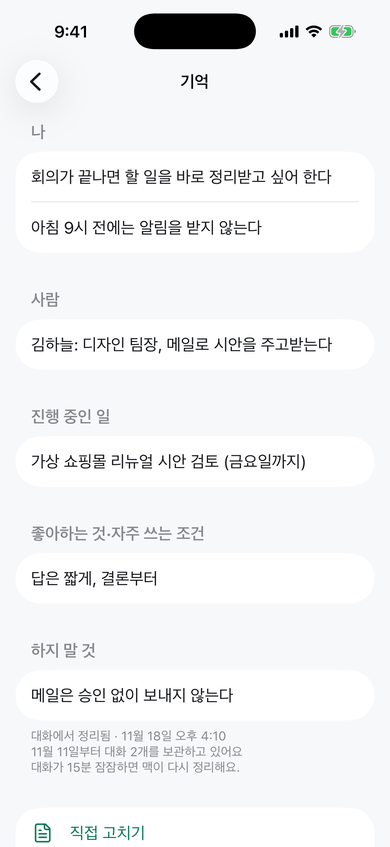 9:41
기억
나
회의가 끝나면 할 일을 바로 정리받고 싶어 한다
아침 9시 전에는 알림을 받지 않는다
사람
김하늘: 디자인 팀장, 메일로 시안을 주고받는다
진행 중인 일
가상 쇼핑몰 리뉴얼 시안 검토 (금요일까지)
좋아하는 것·자주 쓰는 조건
답은 짧게, 결론부터
하지 말 것
메일은 승인 없이 보내지 않는다
대화에서 정리됨 · 11월 18일 오후 4:10
11월 11일부터 대화 2개를 보관하고 있어요
대화가 15분 잠잠하면 맥이 다시 정리해요.
직접 고치기